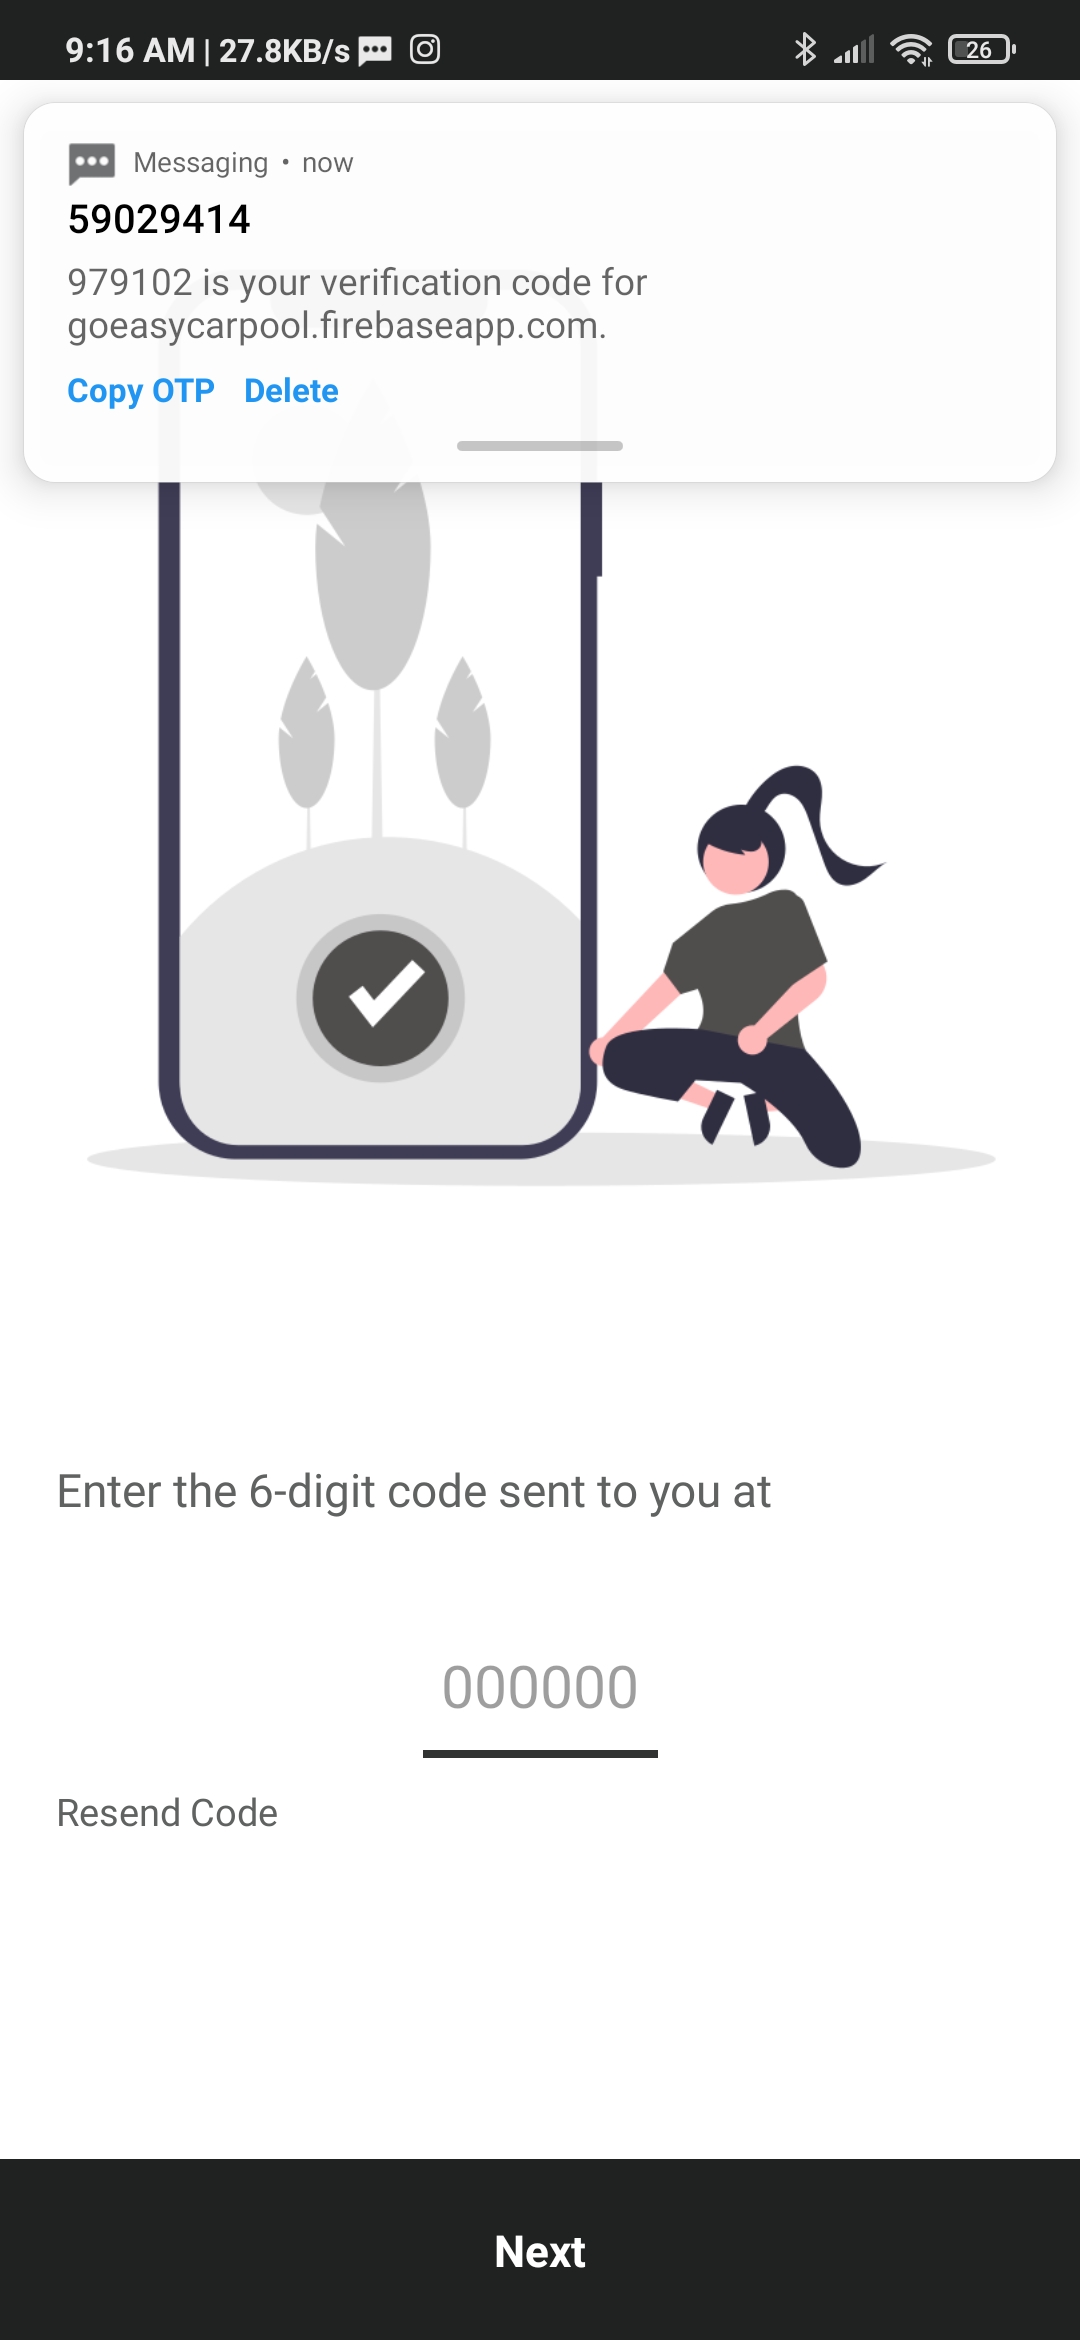 9:16 AM | 27.8KB/s
26
Messaging • now
59029414
979102 is your verification code for
goeasycarpool.firebaseapp.com.
Copy OTP Delete
Enter the 6-digit code sent to you at
000000
Resend Code
Next